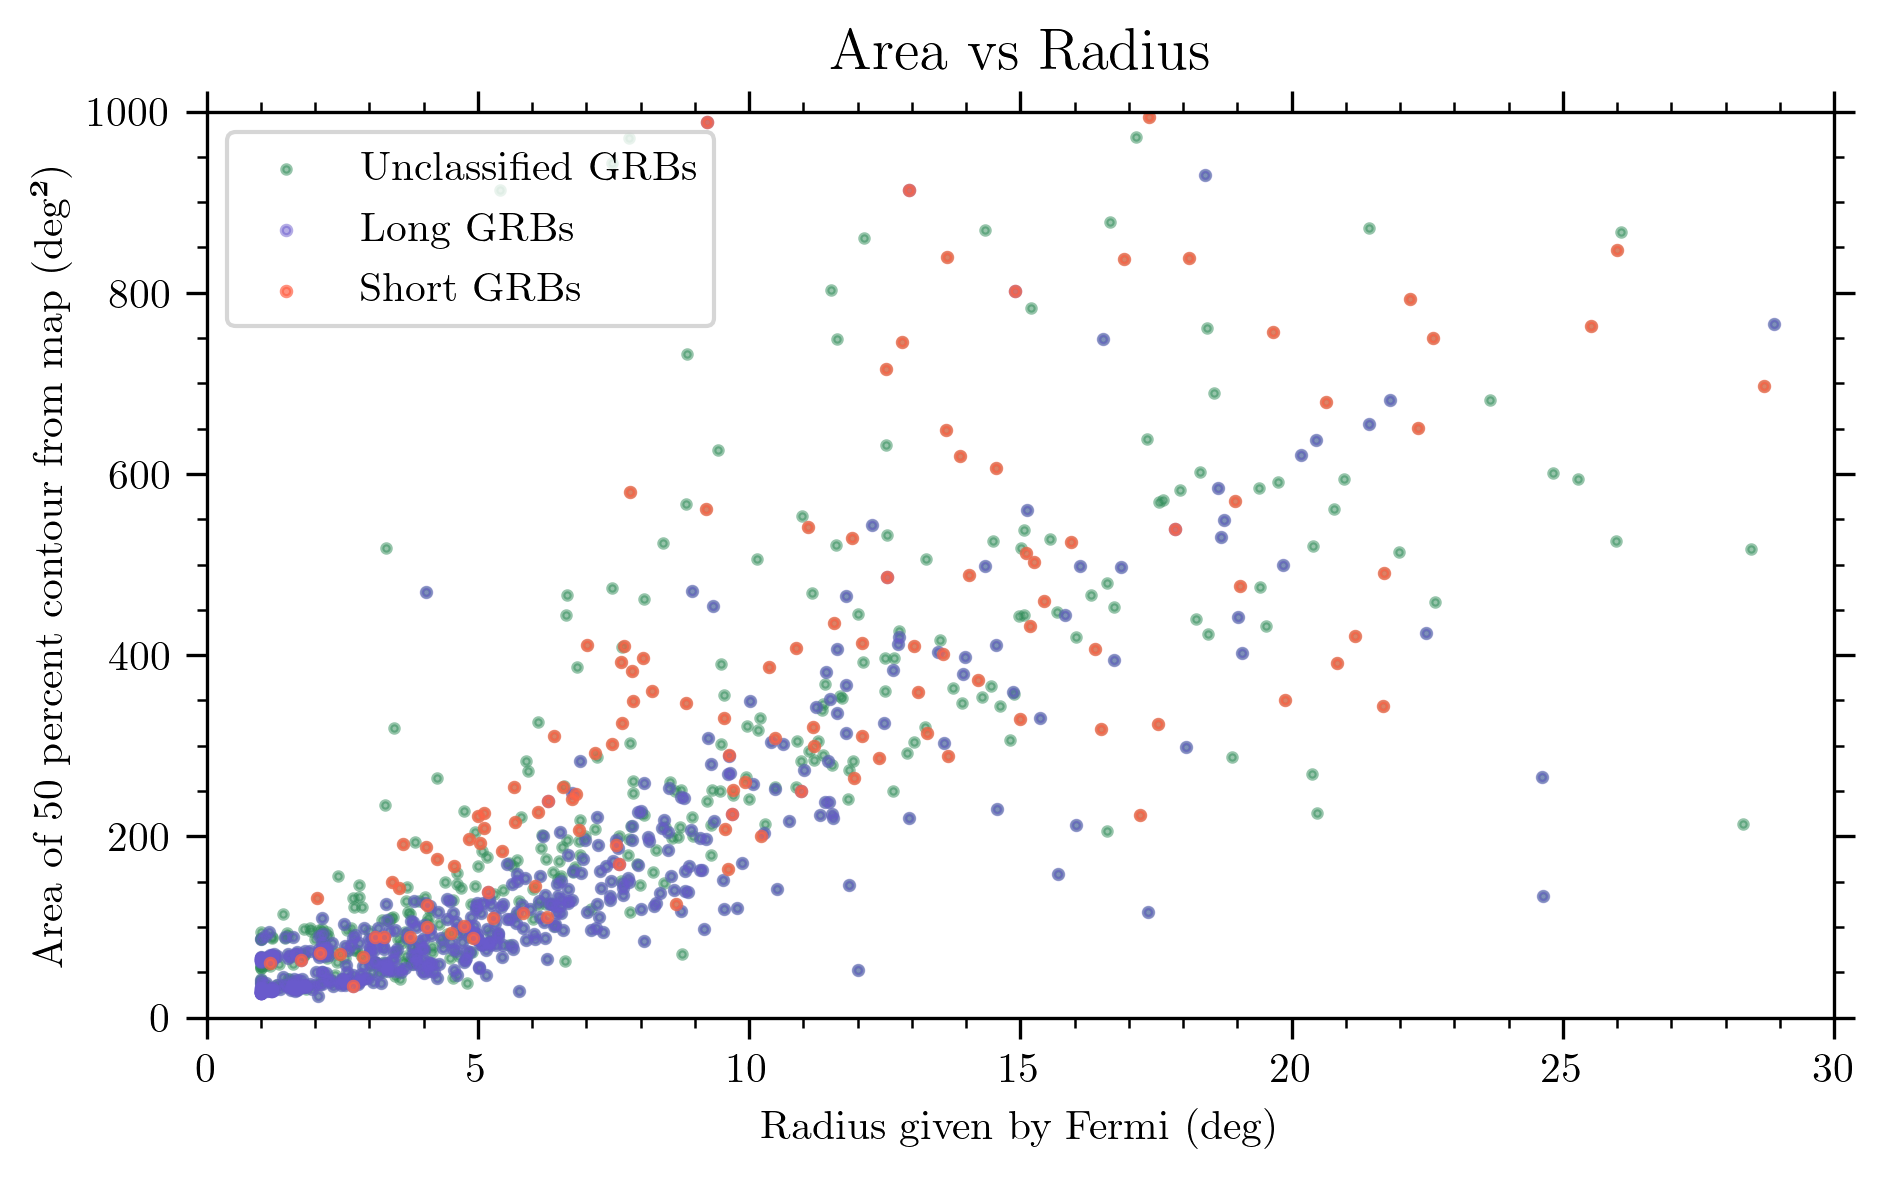 Area vs Radius
1000
800
600
400
200
0
Area of 50 percent contour from map (deg²)
Unclassified GRBs
Long GRBs
Short GRBs
0 5 10 15 20 25 30
Radius given by Fermi (deg)